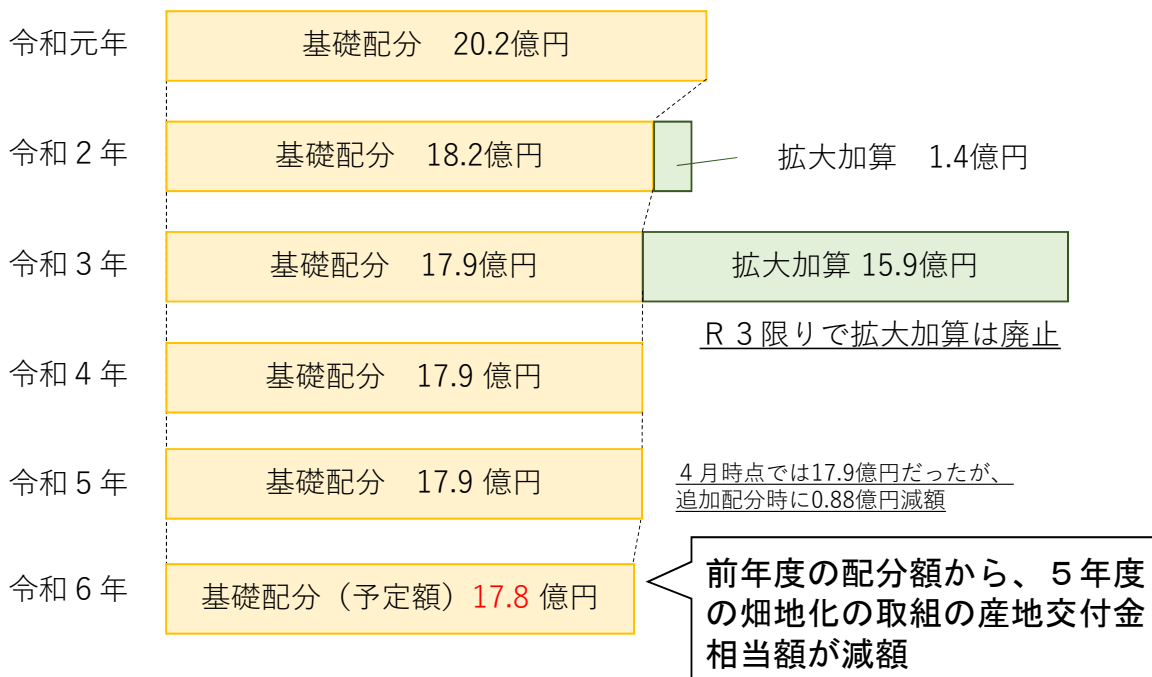 令和元年
基礎配分　20.2億円
令和２年
基礎配分　18.2億円
拡大加算　1.4億円
令和３年
基礎配分　17.9億円
拡大加算 15.9億円
Ｒ３限りで拡大加算は廃止
令和４年
基礎配分　17.9 億円
令和５年
基礎配分　17.9 億円
４月時点では17.9億円だったが、
追加配分時に0.88億円減額
令和６年
基礎配分（予定額）17.8 億円
前年度の配分額から、５年度
の畑地化の取組の産地交付金
相当額が減額